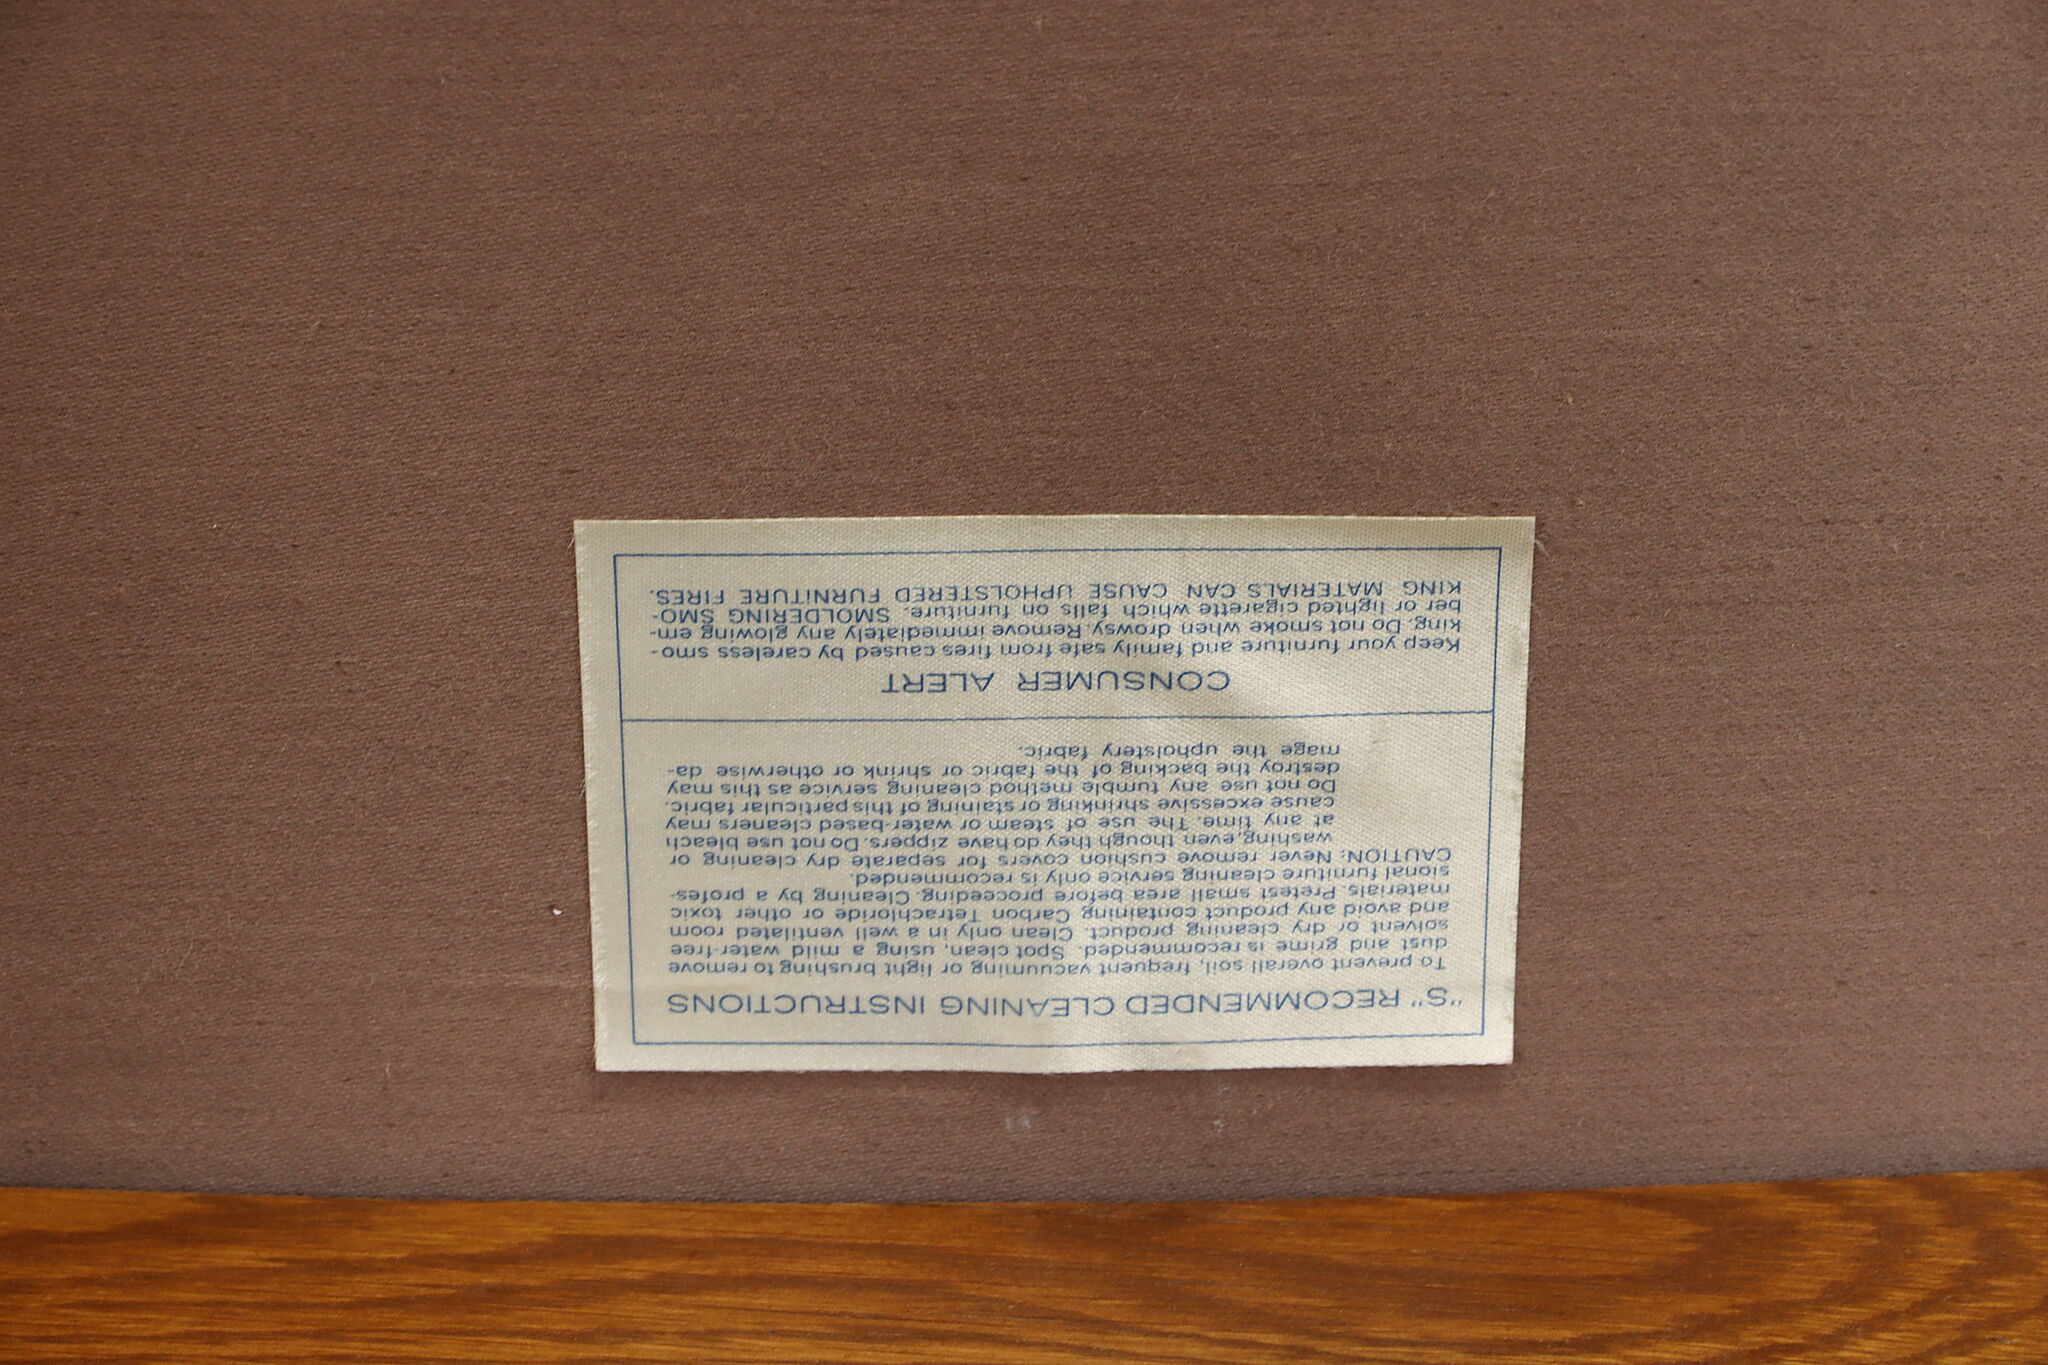 "S" RECOMMENDED CLEANING INSTRUCTIONS
To prevent overall soil, frequent vacuuming or light brushing to remove
dust and grime is recommended. Spot clean, using a mild water-free
solvent or dry cleaning product. Clean only in a well ventilated room
and avoid any product containing Carbon Tetrachloride or other toxic
materials. Pretest small area before proceeding. Cleaning by a profes-
sional furniture cleaning service only is recommended.
CAUTION: Never remove cushion covers for separate dry cleaning or
washing, even though they do have zippers. Do not use bleach
at any time. The use of steam or water-based cleaners may
cause excessive shrinking or staining of this particular fabric.
Do not use any tumble method cleaning service as this may
destroy the backing of the fabric or shrink or otherwise da-
mage the upholstery fabric.
CONSUMER ALERT
Keep your furniture and family safe from fires caused by careless smo-
king. Do not smoke when drowsy. Remove immediately any glowing em-
ber or lighted cigarette which falls on furniture. SMOLDERING SMO-
KING MATERIALS CAN CAUSE UPHOLSTERED FURNITURE FIRES.